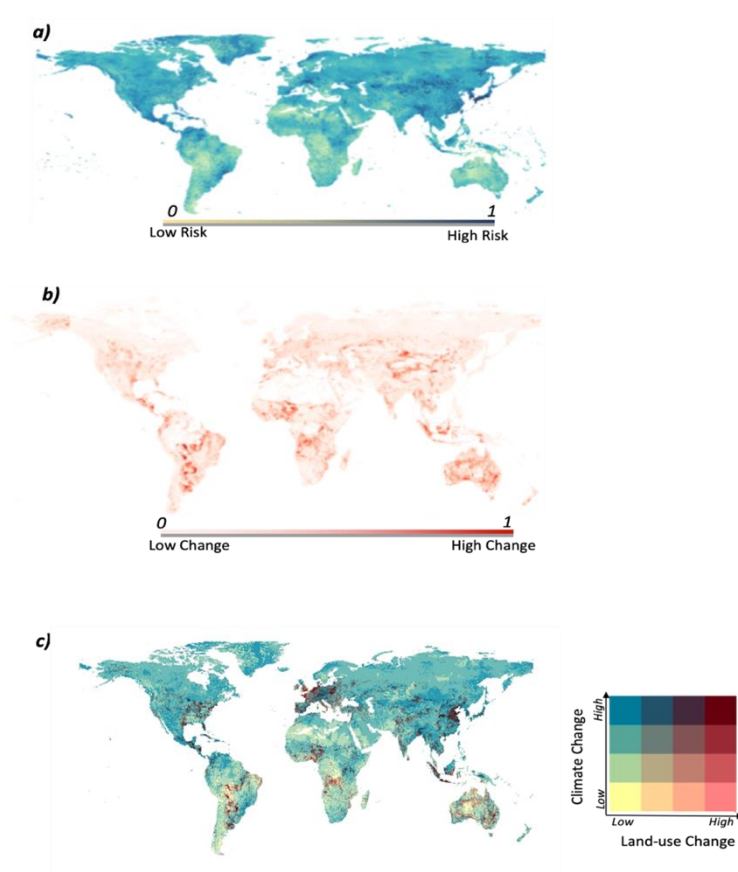 a)
0 1
Low Risk High Risk
b)
0 1
Low Change High Change
c)
High
Climate Change
Low
Low High
Land-use Change